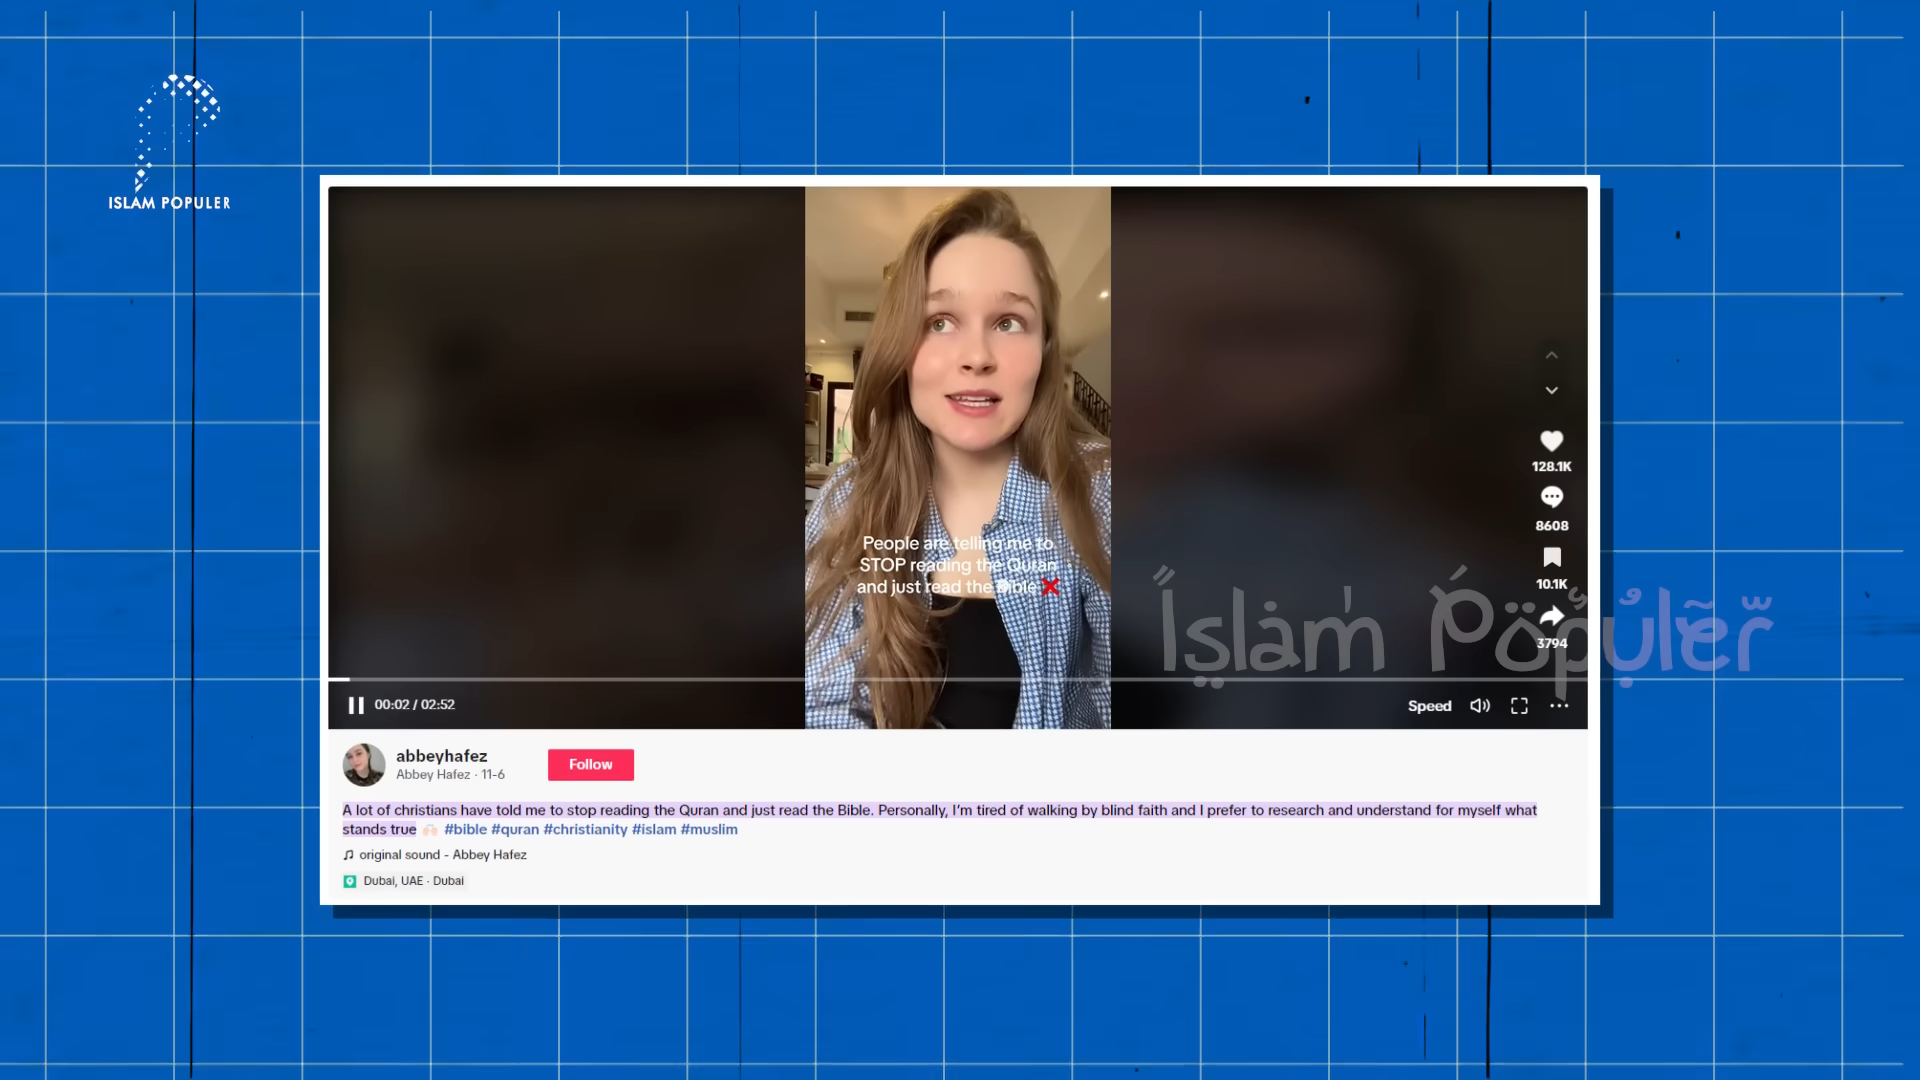 ISLAM POPULER
People are telling me to
STOP reading the Quran
and just read the Bible ❌
128.1K
8608
10.1K
3794
Islam Populer
00:02 / 02:52
Speed
abbeyhafez
Abbey Hafez · 11-6
Follow
A lot of christians have told me to stop reading the Quran and just read the Bible. Personally, I'm tired of walking by blind faith and I prefer to research and understand for myself what
stands true 🙌🏻 #bible #quran #christianity #islam #muslim
original sound - Abbey Hafez
Dubai, UAE · Dubai